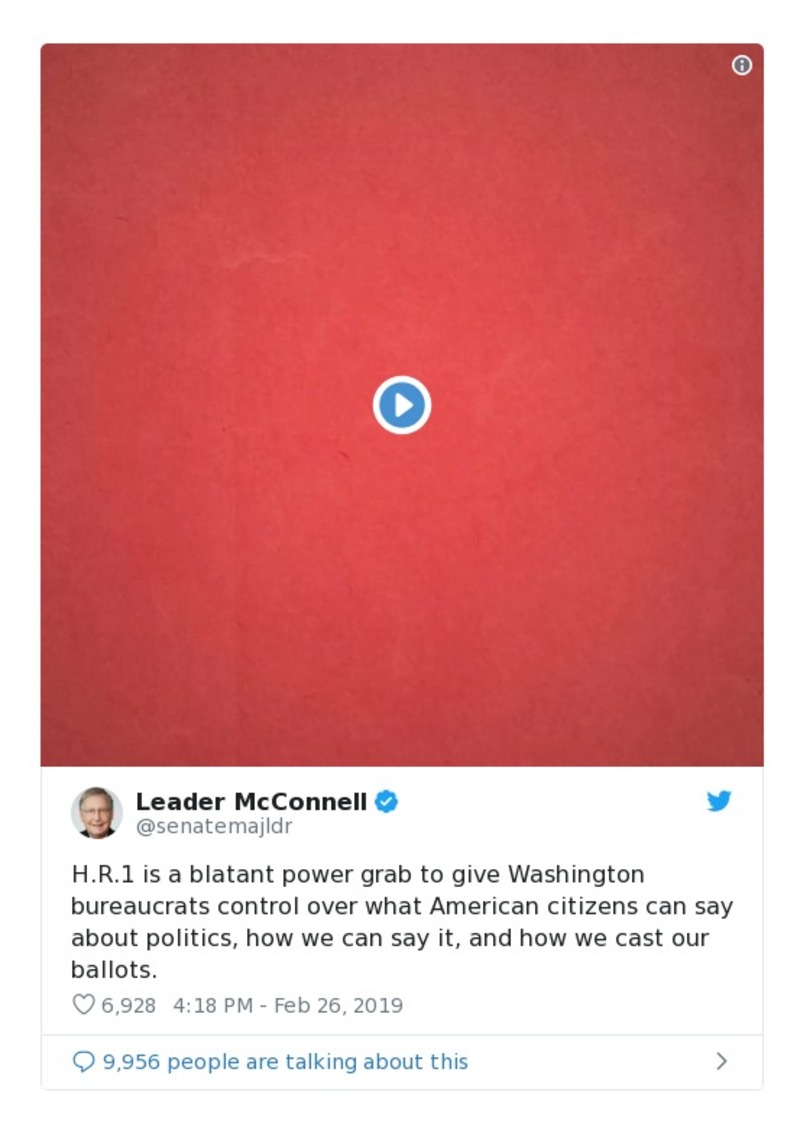 Leader McConnell
@senatemajldr
H.R.1 is a blatant power grab to give Washington
bureaucrats control over what American citizens can say
about politics, how we can say it, and how we cast our
ballots.
6,928 4:18 PM - Feb 26, 2019
9,956 people are talking about this